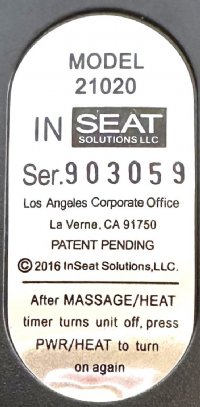 MODEL
21020
IN SEAT
SOLUTIONS LLC
Ser.903059
Los Angeles Corporate Office
La Verne, CA 91750
PATENT PENDING
©2016 InSeat Solutions,LLC.
After MASSAGE/HEAT
timer turns unit off, press
PWR/HEAT to turn
on again